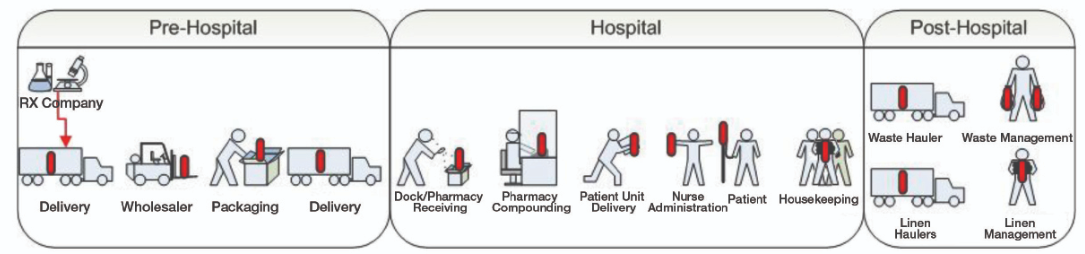 Pre-Hospital
Hospital
Post-Hospital
RX Company
Delivery
Wholesaler
Packaging
Delivery
Dock/Pharmacy
Receiving
Pharmacy
Compounding
Patient Unit
Delivery
Nurse
Administration
Patient
Housekeeping
Waste Hauler
Waste Management
Linen
Haulers
Linen
Management